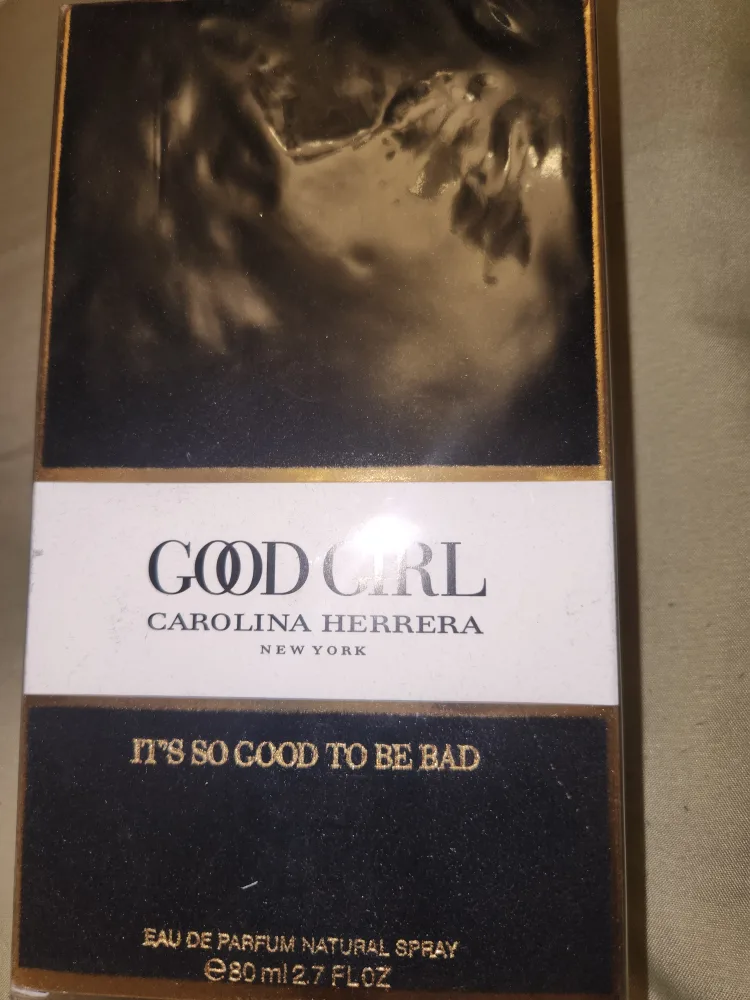 GOOD GIRL
CAROLINA HERRERA
NEW YORK
IT'S SO GOOD TO BE BAD
EAU DE PARFUM NATURAL SPRAY
℮80 ml 2.7 FL OZ